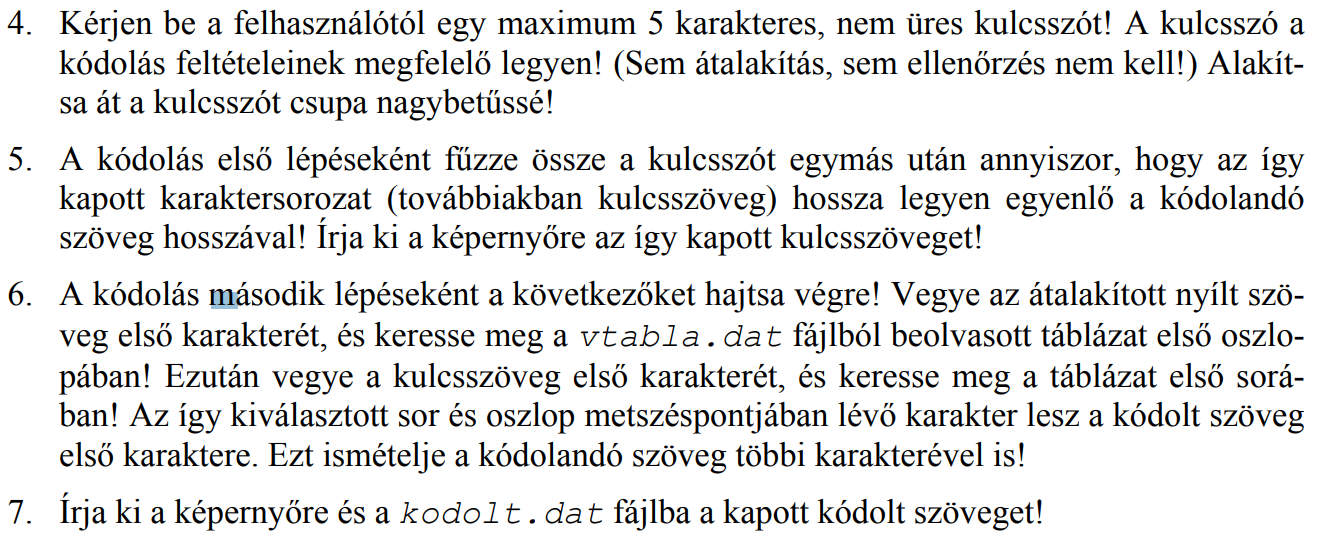 4. Kérjen be a felhasználótól egy maximum 5 karakteres, nem üres kulcsszót! A kulcsszó a
kódolás feltételeinek megfelelő legyen! (Sem átalakítás, sem ellenőrzés nem kell!) Alakít-
sa át a kulcsszót csupa nagybetűssé!
5. A kódolás első lépéseként fűzze össze a kulcsszót egymás után annyiszor, hogy az így
kapott karaktersorozat (továbbiakban kulcsszöveg) hossza legyen egyenlő a kódolandó
szöveg hosszával! Írja ki a képernyőre az így kapott kulcsszöveget!
6. A kódolás második lépéseként a következőket hajtsa végre! Vegye az átalakított nyílt szö-
veg első karakterét, és keresse meg a vtabla.dat fájlból beolvasott táblázat első oszlo-
pában! Ezután vegye a kulcsszöveg első karakterét, és keresse meg a táblázat első sorá-
ban! Az így kiválasztott sor és oszlop metszéspontjában lévő karakter lesz a kódolt szöveg
első karaktere. Ezt ismételje a kódolandó szöveg többi karakterével is!
7. Írja ki a képernyőre és a kodolt.dat fájlba a kapott kódolt szöveget!